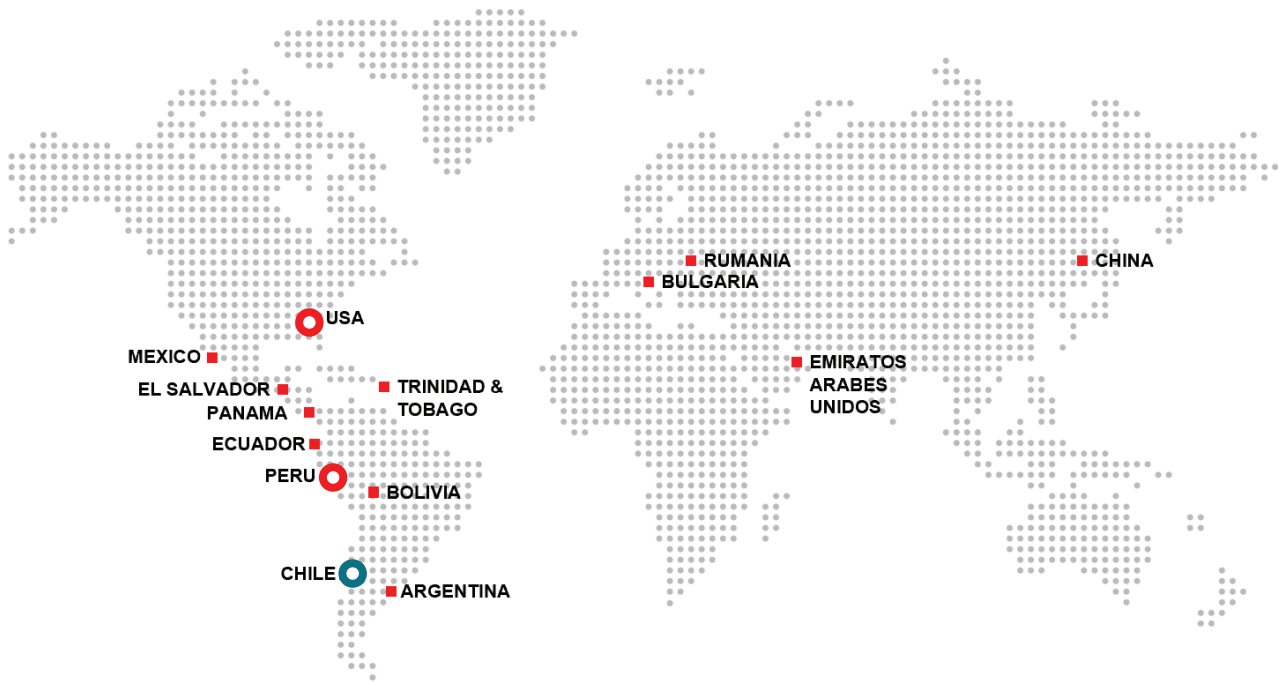 RUMANIA
CHINA
BULGARIA
USA
MEXICO
EMIRATOS
ARABES
UNIDOS
EL SALVADOR
TRINIDAD &
TOBAGO
PANAMA
ECUADOR
PERU
BOLIVIA
CHILE
ARGENTINA